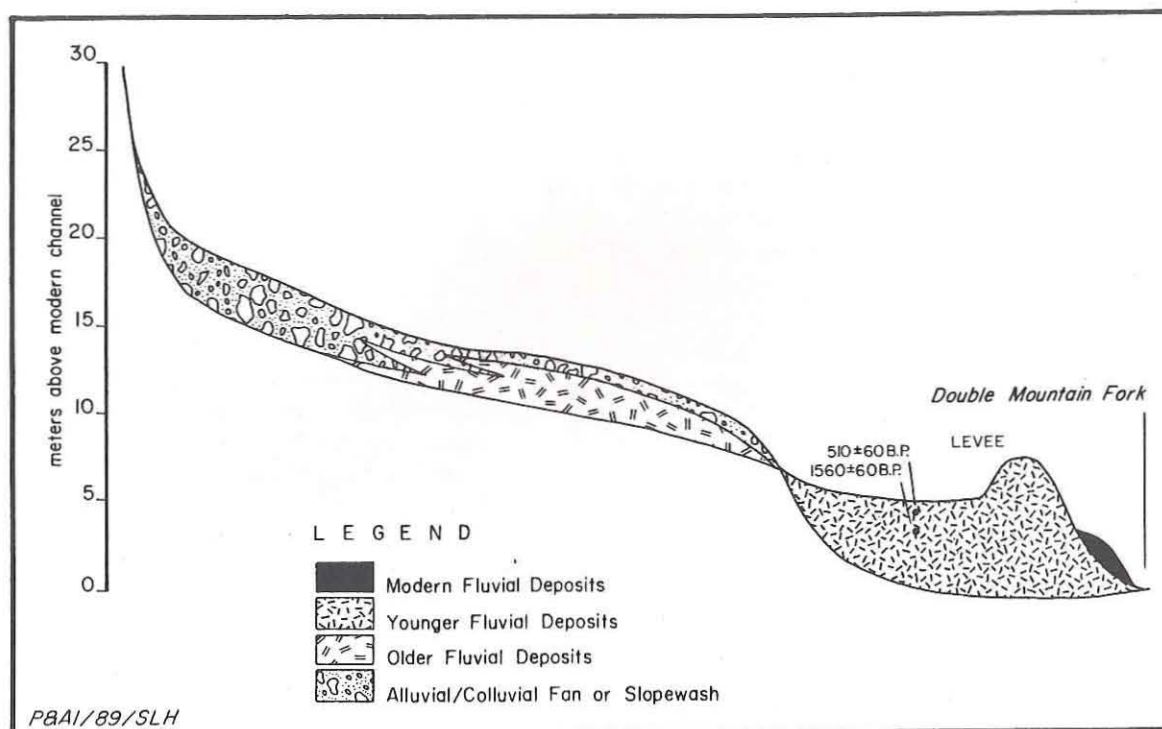 30
25
20
15
10
5
0
meters above modern channel
Double Mountain Fork
LEVEE
510±60B.P.
1560±60B.P.
LEGEND
Modern Fluvial Deposits
Younger Fluvial Deposits
Older Fluvial Deposits
Alluvial/Colluvial Fan or Slopewash
P&AI/89/SLH